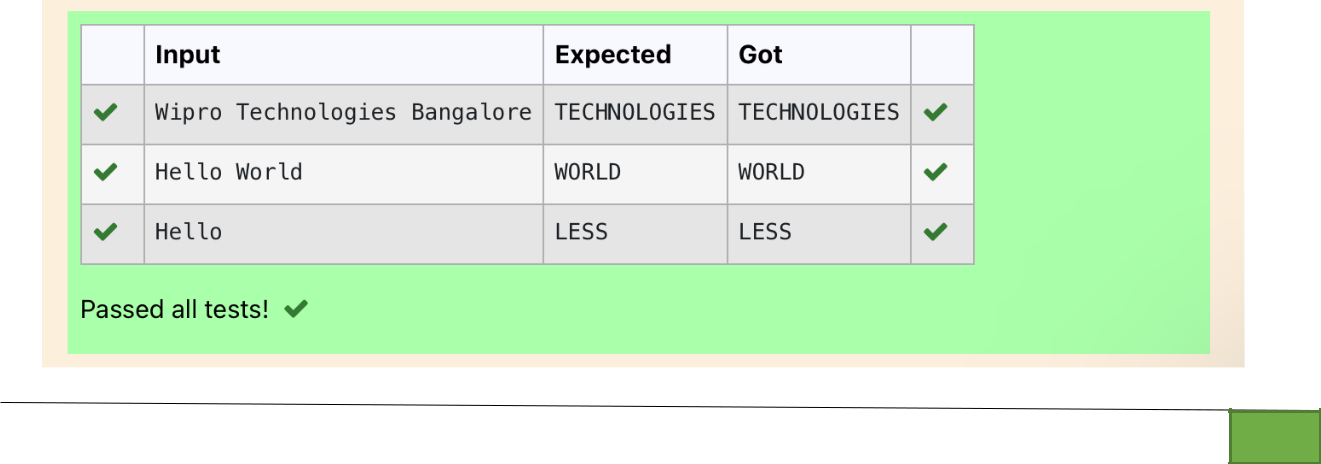 Input Expected Got
Wipro Technologies Bangalore TECHNOLOGIES TECHNOLOGIES
Hello World WORLD WORLD
Hello LESS LESS
Passed all tests!